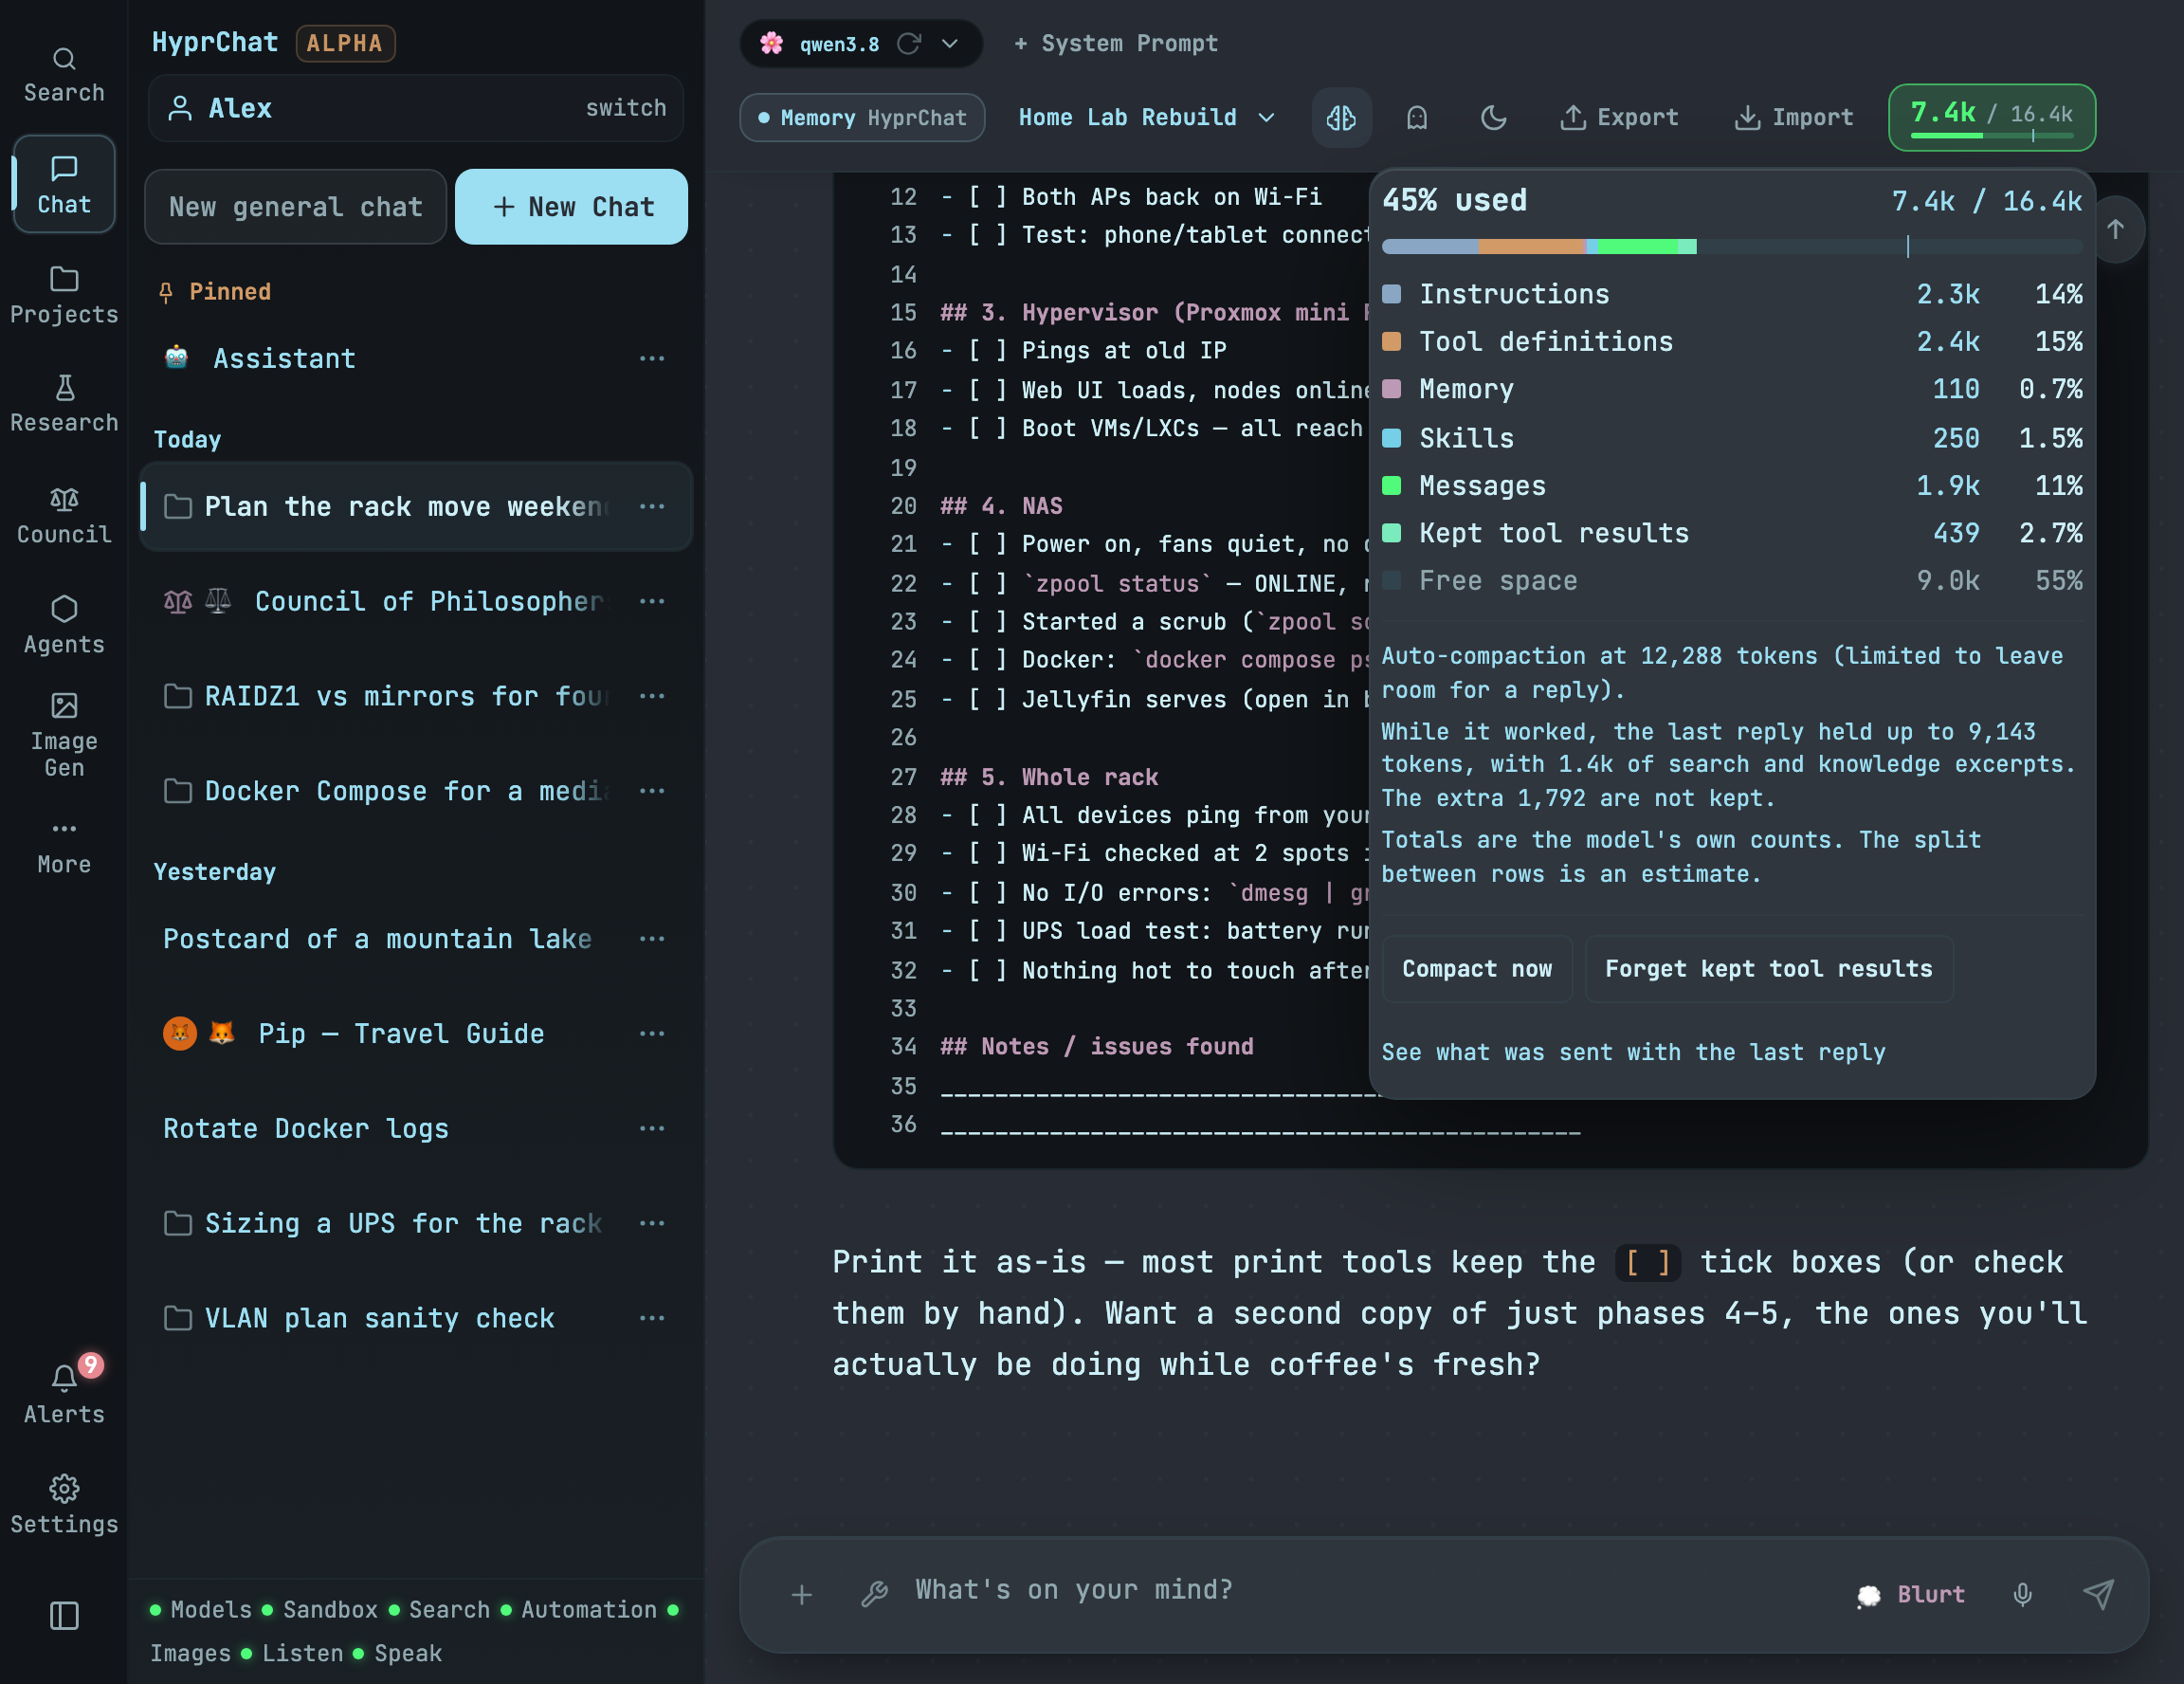 Search
Chat
Projects
Research
Council
Agents
Image
Gen
More
Alerts
9
Settings
HyprChat ALPHA
Alex switch
New general chat + New Chat
Pinned
Assistant
Today
Plan the rack move weekend
Council of Philosophers
RAIDZ1 vs mirrors for four
Docker Compose for a media
Yesterday
Postcard of a mountain lake
Pip — Travel Guide
Rotate Docker logs
Sizing a UPS for the rack
VLAN plan sanity check
Models Sandbox Search Automation
Images Listen Speak
qwen3.8 + System Prompt
Memory HyprChat Home Lab Rebuild Export Import 7.4k / 16.4k
12 - [ ] Both APs back on Wi-Fi
13 - [ ] Test: phone/tablet connect
14
15 ## 3. Hypervisor (Proxmox mini
16 - [ ] Pings at old IP
17 - [ ] Web UI loads, nodes online
18 - [ ] Boot VMs/LXCs — all reach
19
20 ## 4. NAS
21 - [ ] Power on, fans quiet, no
22 - [ ] `zpool status` — ONLINE,
23 - [ ] Started a scrub (`zpool
24 - [ ] Docker: `docker compose ps
25 - [ ] Jellyfin serves (open in
26
27 ## 5. Whole rack
28 - [ ] All devices ping from your
29 - [ ] Wi-Fi checked at 2 spots
30 - [ ] No I/O errors: `dmesg |
31 - [ ] UPS load test: battery
32 - [ ] Nothing hot to touch after
33
34 ## Notes / issues found
35 ________________________________
36 _______________________________________________
45% used 7.4k / 16.4k
Instructions 2.3k 14%
Tool definitions 2.4k 15%
Memory 110 0.7%
Skills 250 1.5%
Messages 1.9k 11%
Kept tool results 439 2.7%
Free space 9.0k 55%
Auto-compaction at 12,288 tokens (limited to leave
room for a reply).
While it worked, the last reply held up to 9,143
tokens, with 1.4k of search and knowledge excerpts.
The extra 1,792 are not kept.
Totals are the model's own counts. The split
between rows is an estimate.
Compact now Forget kept tool results
See what was sent with the last reply
Print it as-is — most print tools keep the [ ] tick boxes (or check
them by hand). Want a second copy of just phases 4–5, the ones you'll
actually be doing while coffee's fresh?
What's on your mind? Blurt